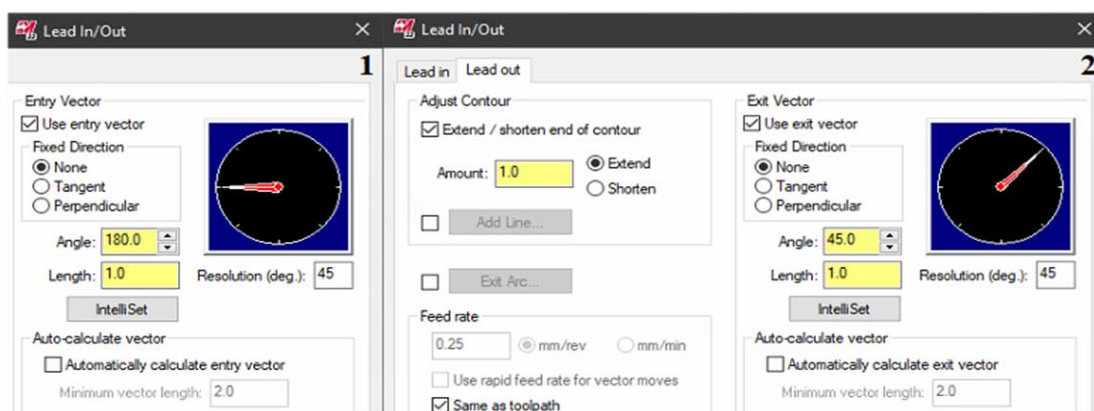 Lead In/Out
1
Entry Vector
Use entry vector
Fixed Direction
None
Tangent
Perpendicular
Angle: 180.0
Length: 1.0
Resolution (deg.): 45
IntelliSet
Auto-calculate vector
Automatically calculate entry vector
Minimum vector length: 2.0
Lead In/Out
2
Lead in Lead out
Adjust Contour
Extend / shorten end of contour
Amount: 1.0
Extend
Shorten
Add Line...
Exit Arc...
Feed rate
0.25 mm/rev mm/min
Use rapid feed rate for vector moves
Same as toolpath
Exit Vector
Use exit vector
Fixed Direction
None
Tangent
Perpendicular
Angle: 45.0
Length: 1.0
Resolution (deg.): 45
IntelliSet
Auto-calculate vector
Automatically calculate exit vector
Minimum vector length: 2.0